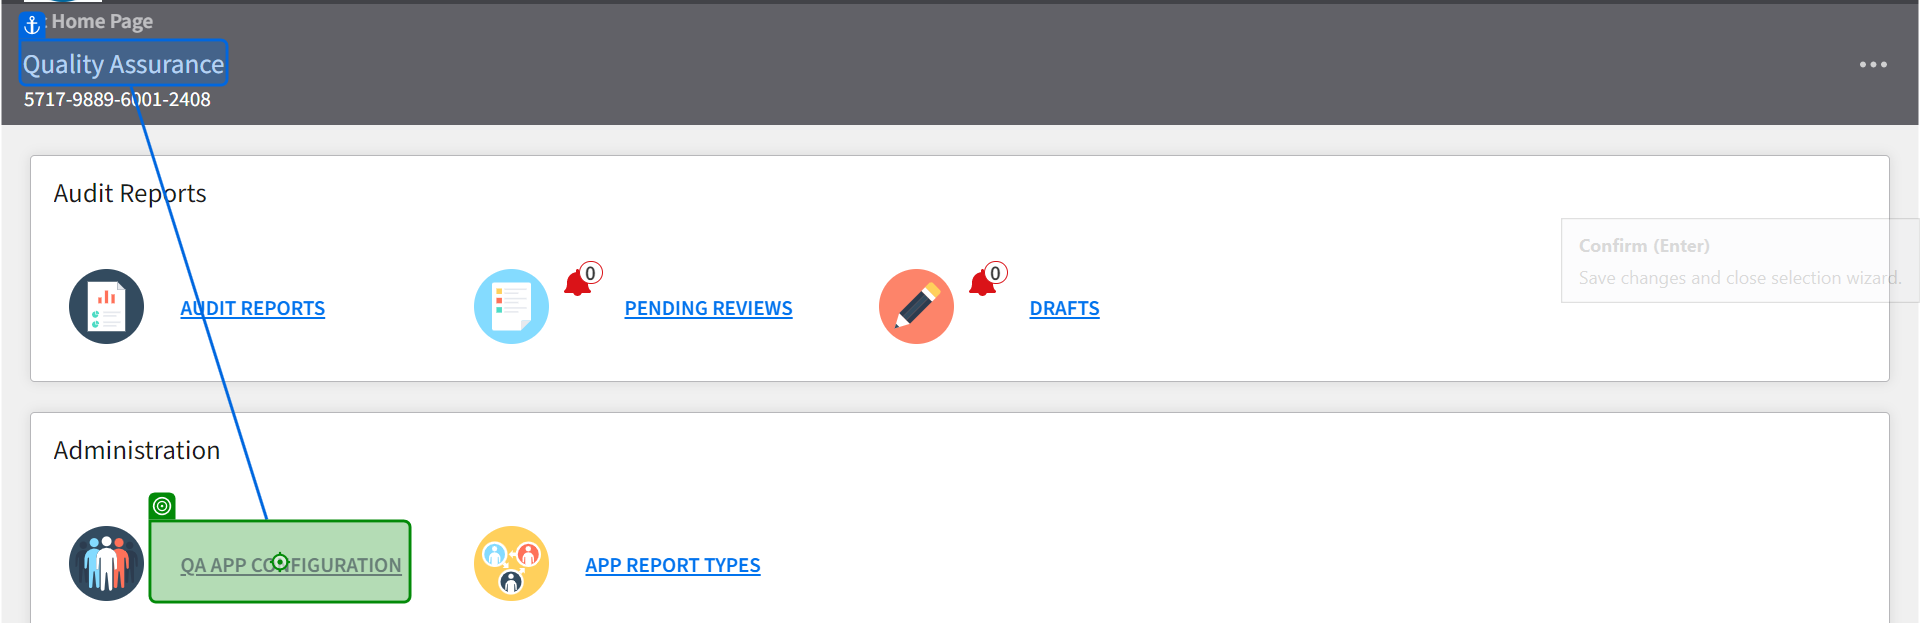 : Home Page
Quality Assurance
5717-9889-6001-2408
Audit Reports
Confirm (Enter)
Save changes and close selection wizard.
AUDIT REPORTS
0
PENDING REVIEWS
0
DRAFTS
Administration
QA APP CONFIGURATION
APP REPORT TYPES